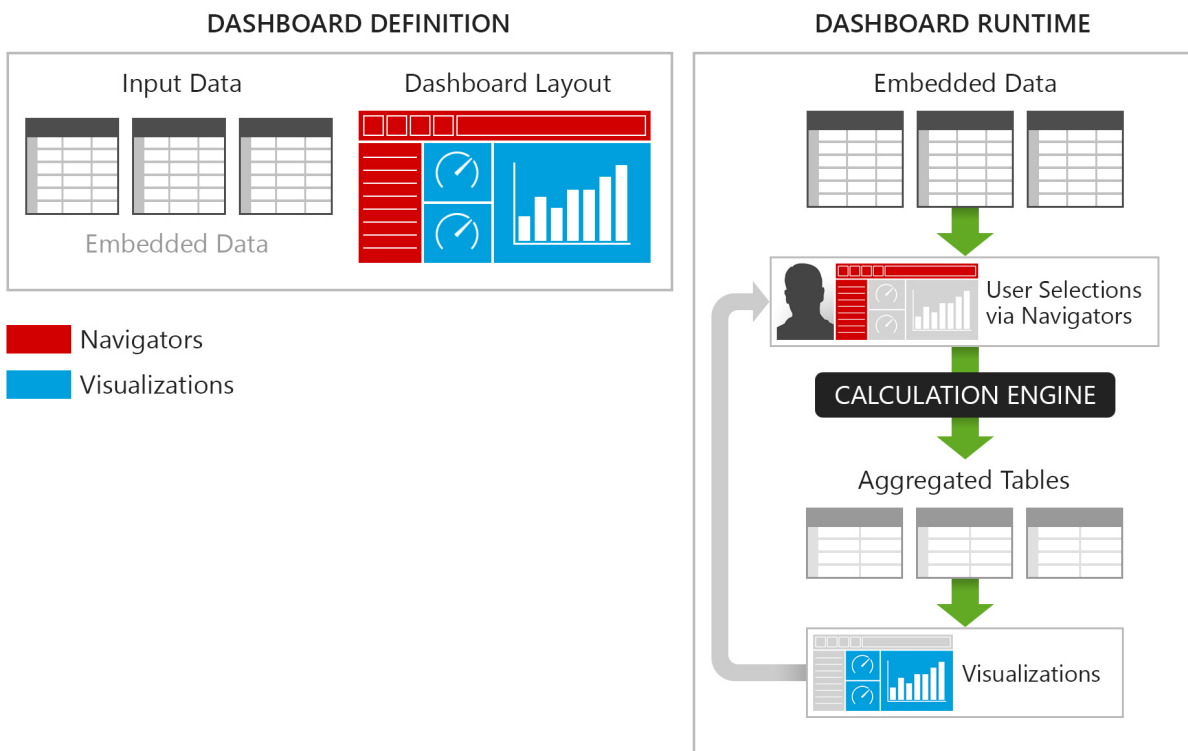 DASHBOARD DEFINITION
Input Data
Dashboard Layout
Embedded Data
Navigators
Visualizations
DASHBOARD RUNTIME
Embedded Data
User Selections
via Navigators
CALCULATION ENGINE
Aggregated Tables
Visualizations